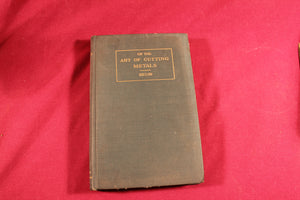 ON THE
ART OF CUTTING
METALS